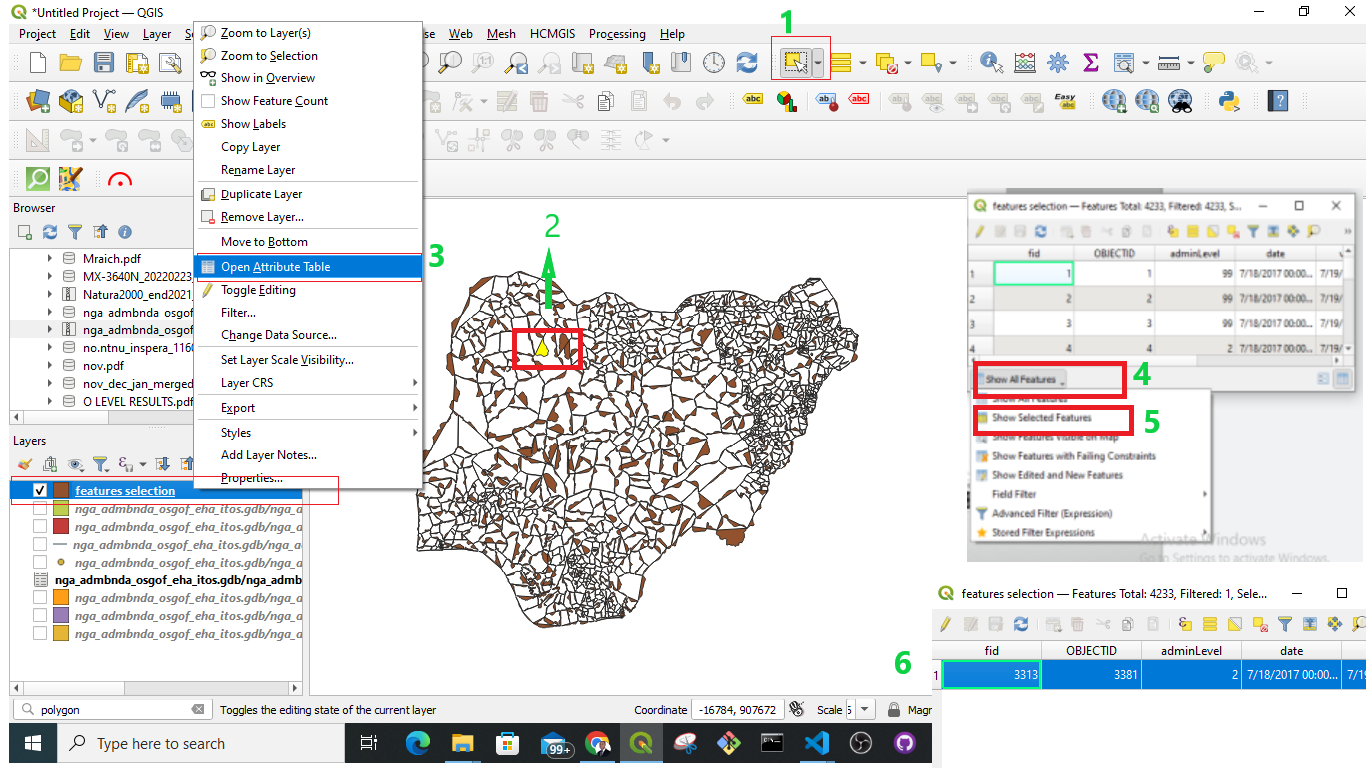 *Untitled Project — QGIS
1
Project Edit View Layer Se
se Web Mesh HCMGIS Processing Help
Zoom to Layer(s)
Zoom to Selection
Show in Overview
Show Feature Count
Show Labels
Copy Layer
Rename Layer
Duplicate Layer
Remove Layer...
Move to Bottom
Open Attribute Table
Toggle Editing
Filter...
Change Data Source...
Set Layer Scale Visibility...
Layer CRS
Export
Styles
Add Layer Notes...
Properties...
abc
abc
ab
abc
Easy
abc
Browser
Mraich.pdf
MX-3640N_20220223_
Natura2000_end2021_
nga_admbnda_osgof
nga_admbnda_osgof
no.ntnu_inspera_1160
nov.pdf
nov_dec_jan_merged
O LEVEL RESULTS.pdf
Layers
features selection
nga_admbnda_osgof_eha_itos.gdb/nga_a
nga_admbnda_osgof_eha_itos.gdb/nga_a
nga_admbnda_osgof_eha_itos.gdb/nga_a
nga_admbnda_osgof_eha_itos.gdb/nga_a
nga_admbnda_osgof_eha_itos.gdb/nga_admb
nga_admbnda_osgof_eha_itos.gdb/nga_a
nga_admbnda_osgof_eha_itos.gdb/nga_a
nga_admbnda_osgof_eha_itos.gdb/nga_a
2
3
features selection — Features Total: 4233, Filtered: 4233, S...
fid OBJECTID adminLevel date
1 1 1 99 7/18/2017 00:00... 7/19/
2 2 2 99 7/18/2017 00:00... 7/19/
3 3 3 99 7/18/2017 00:00... 7/19/
4 4 4 2 7/18/2017 00:00... 7/19/
Show All Features
4
Show All Features
Show Selected Features
5
Show Features Visible on Map
Show Features with Failing Constraints
Show Edited and New Features
Field Filter
Advanced Filter (Expression)
Stored Filter Expressions
Activate Windows
Go to Settings to activate Windows.
features selection — Features Total: 4233, Filtered: 1, Sele...
6
fid OBJECTID adminLevel date
1 3313 3381 2 7/18/2017 00:00... 7/19
polygon
Toggles the editing state of the current layer
Coordinate -16784, 907672
Scale
Magr
Type here to search
99+